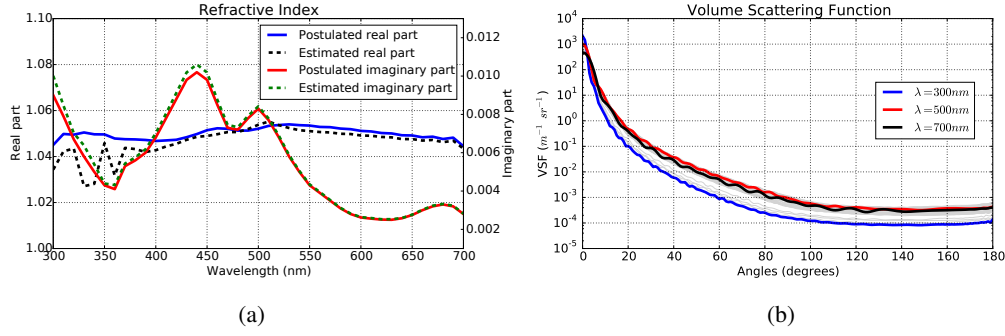 Refractive Index
1.10
1.08
1.06
1.04
1.02
1.00
Real part
300 350 400 450 500 550 600 650 700
Wavelength (nm)
0.012
0.010
0.008
0.006
0.004
0.002
Imaginary part
Postulated real part
Estimated real part
Postulated imaginary part
Estimated imaginary part
(a)
Volume Scattering Function
10^4
10^3
10^2
10^1
10^0
10^-1
10^-2
10^-3
10^-4
10^-5
VSF (m^-1 sr^-1)
0 20 40 60 80 100 120 140 160 180
Angles (degrees)
λ=300nm
λ=500nm
λ=700nm
(b)